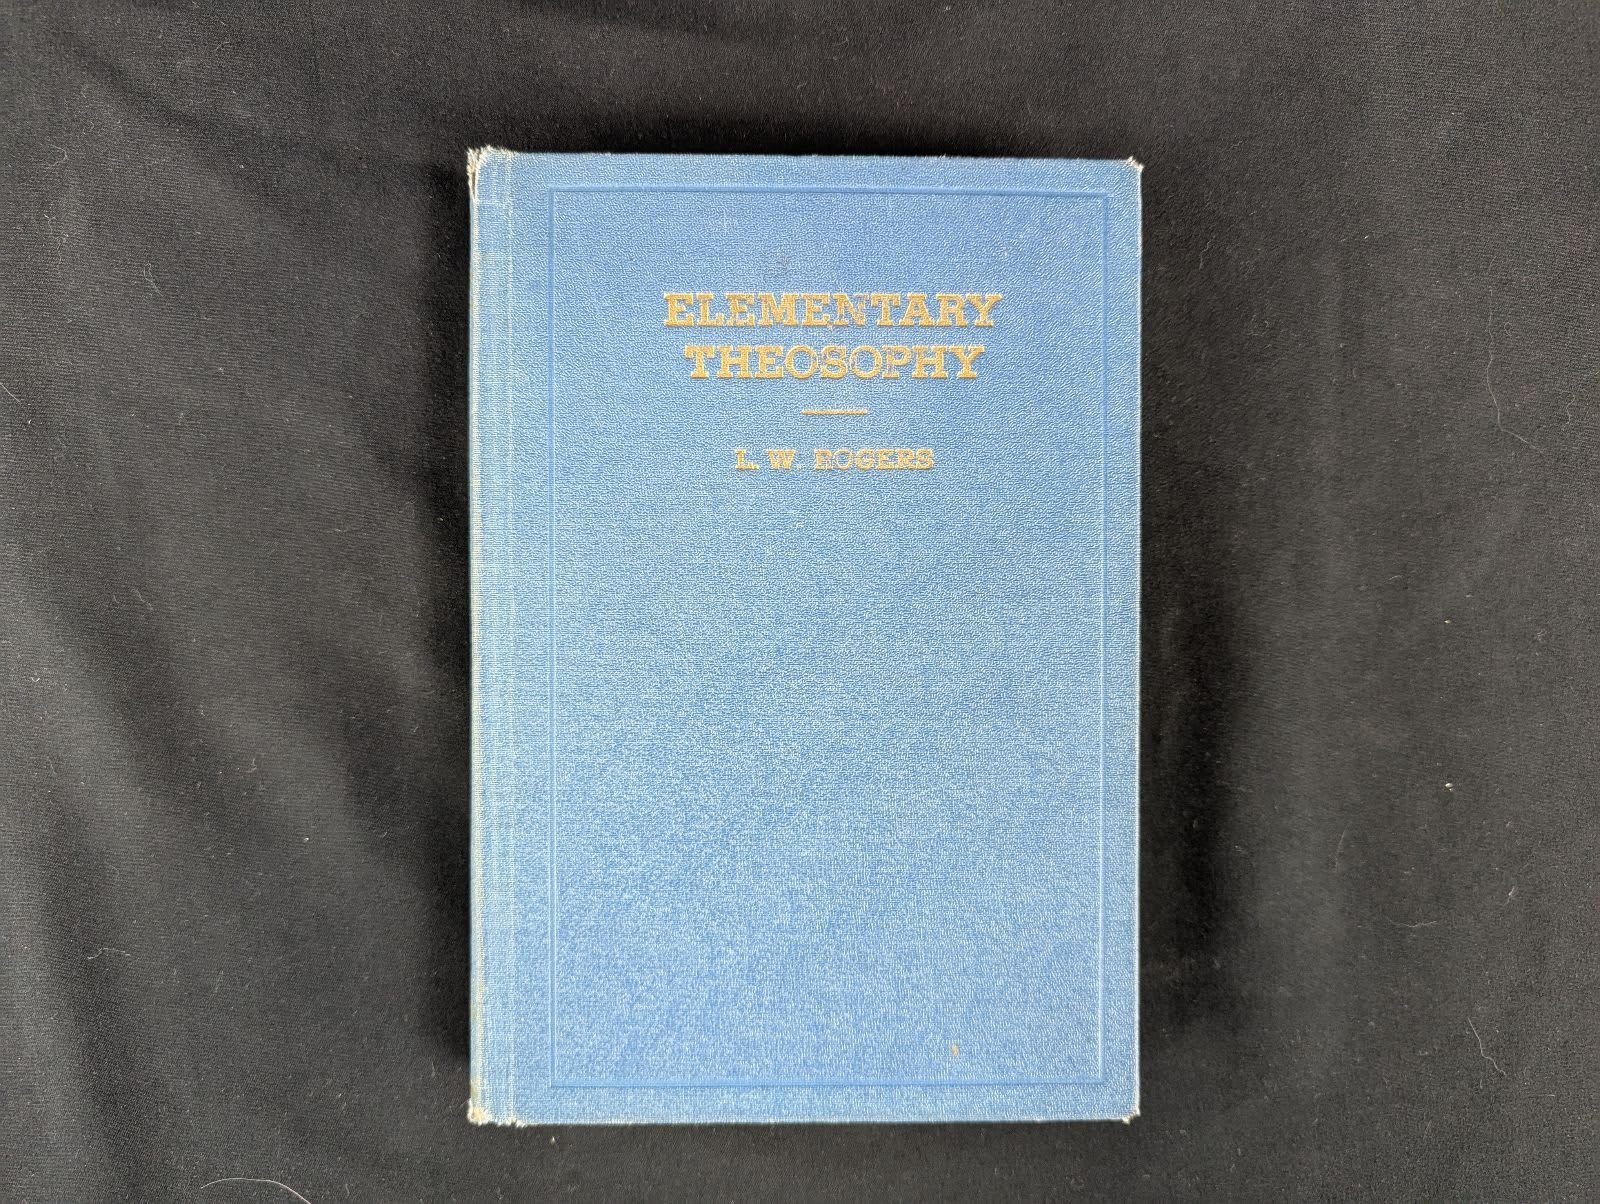 ELEMENTARY
THEOSOPHY
L. W. ROGERS